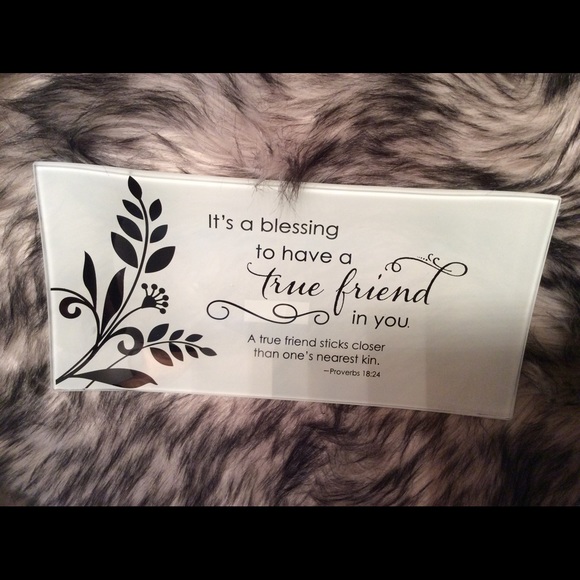 It's a blessing
to have a
true friend
in you.
A true friend sticks closer
than one's nearest kin.
—Proverbs 18:24